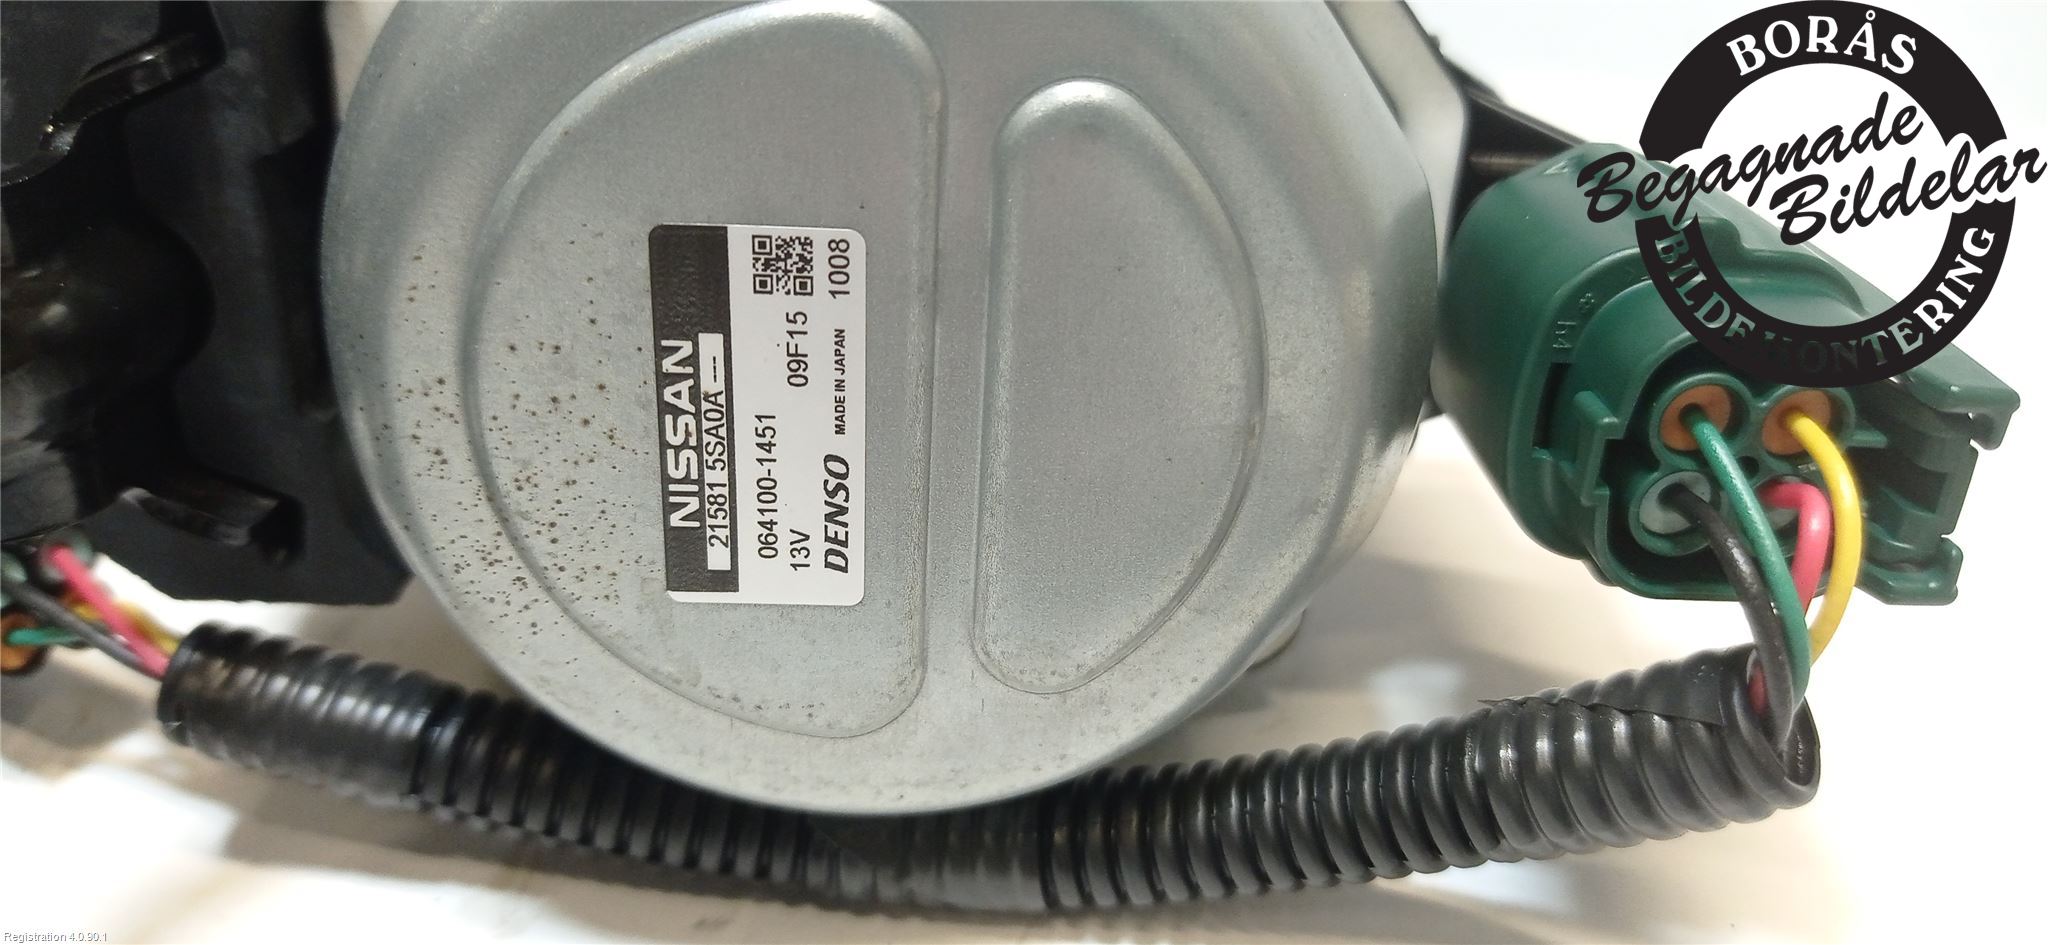 NISSAN
21581 5SA0A---
064100-1451
13V 09F15
DENSO MADE IN JAPAN 1008
BORÅS
Begagnade
Bildelar
BILDEMONTERING
Registration 4.0.90.1